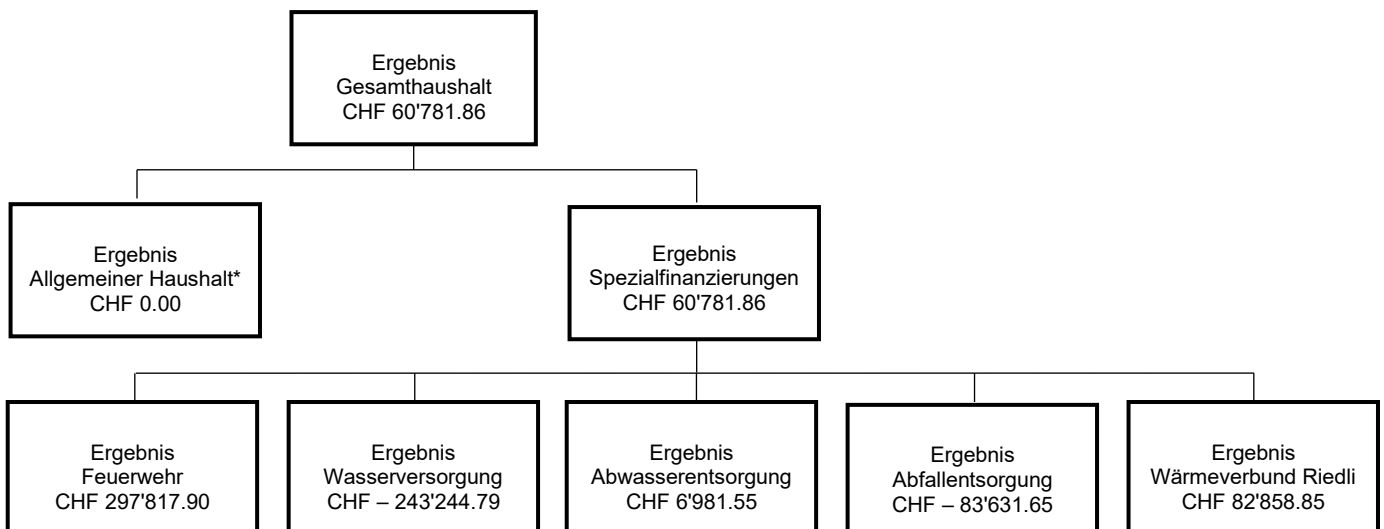 Ergebnis
Gesamthaushalt
CHF 60'781.86
Ergebnis
Allgemeiner Haushalt*
CHF 0.00
Ergebnis
Spezialfinanzierungen
CHF 60'781.86
Ergebnis
Feuerwehr
CHF 297'817.90
Ergebnis
Wasserversorgung
CHF – 243'244.79
Ergebnis
Abwasserentsorgung
CHF 6'981.55
Ergebnis
Abfallentsorgung
CHF – 83'631.65
Ergebnis
Wärmeverbund Riedli
CHF 82'858.85